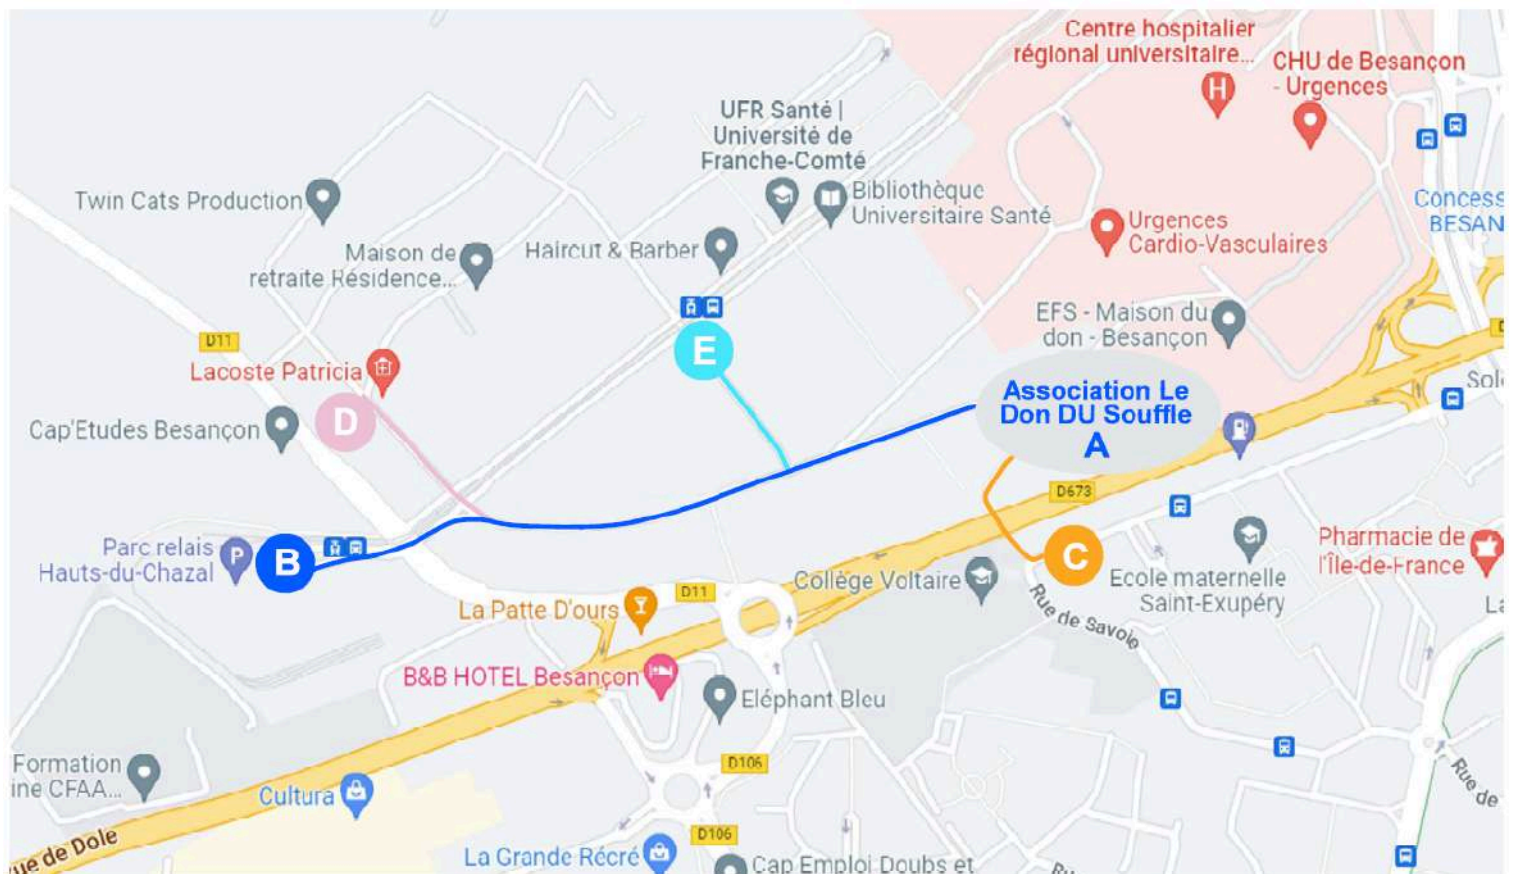 Centre hospitalier
régional universitaire...
H
CHU de Besançon
- Urgences
UFR Santé |
Université de
Franche-Comté
Bibliothèque
Universitaire Santé
Twin Cats Production
Haircut & Barber
Maison de
retraite Résidence...
Urgences
Cardio-Vasculaires
Concess
BESAN
EFS - Maison du
don - Besançon
D11
E
Lacoste Patricia
Association Le
Don DU Souffle
A
Sole
D
Cap'Etudes Besançon
D673
Parc relais
Hauts-du-Chazal
P
B
C
Collège Voltaire
Ecole maternelle
Saint-Exupéry
Pharmacie de
l'Île-de-France
La Patte D'ours
D11
Rue de Savoie
B&B HOTEL Besançon
Eléphant Bleu
Formation
ine CFAA...
Cultura
D106
Rue de
ue de Dole
D106
La Grande Récré
Cap Emploi Doubs et